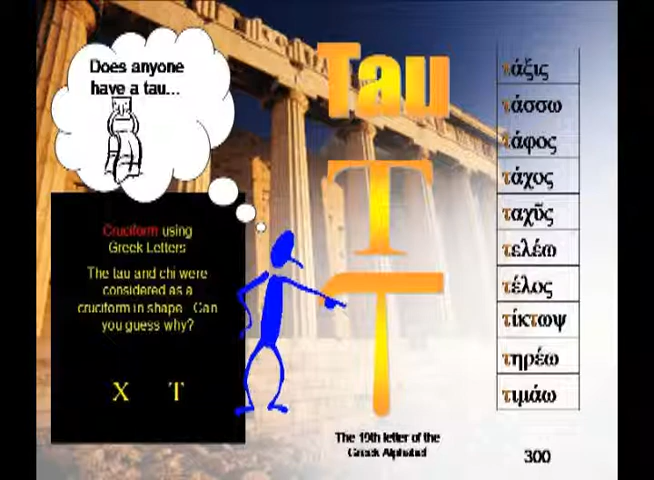 Does anyone
have a tau...
Tau
Τ
Τ
Cruciform using
Greek Letters
The tau and chi were
considered as a
cruciform in shape. Can
you guess why?
X T
The 19th letter of the
Greek Alphabet
τάξις
τάσσω
τάφος
τάχος
ταχῦς
τελέω
τέλος
τίκτωψ
τηρέω
τιμάω
300